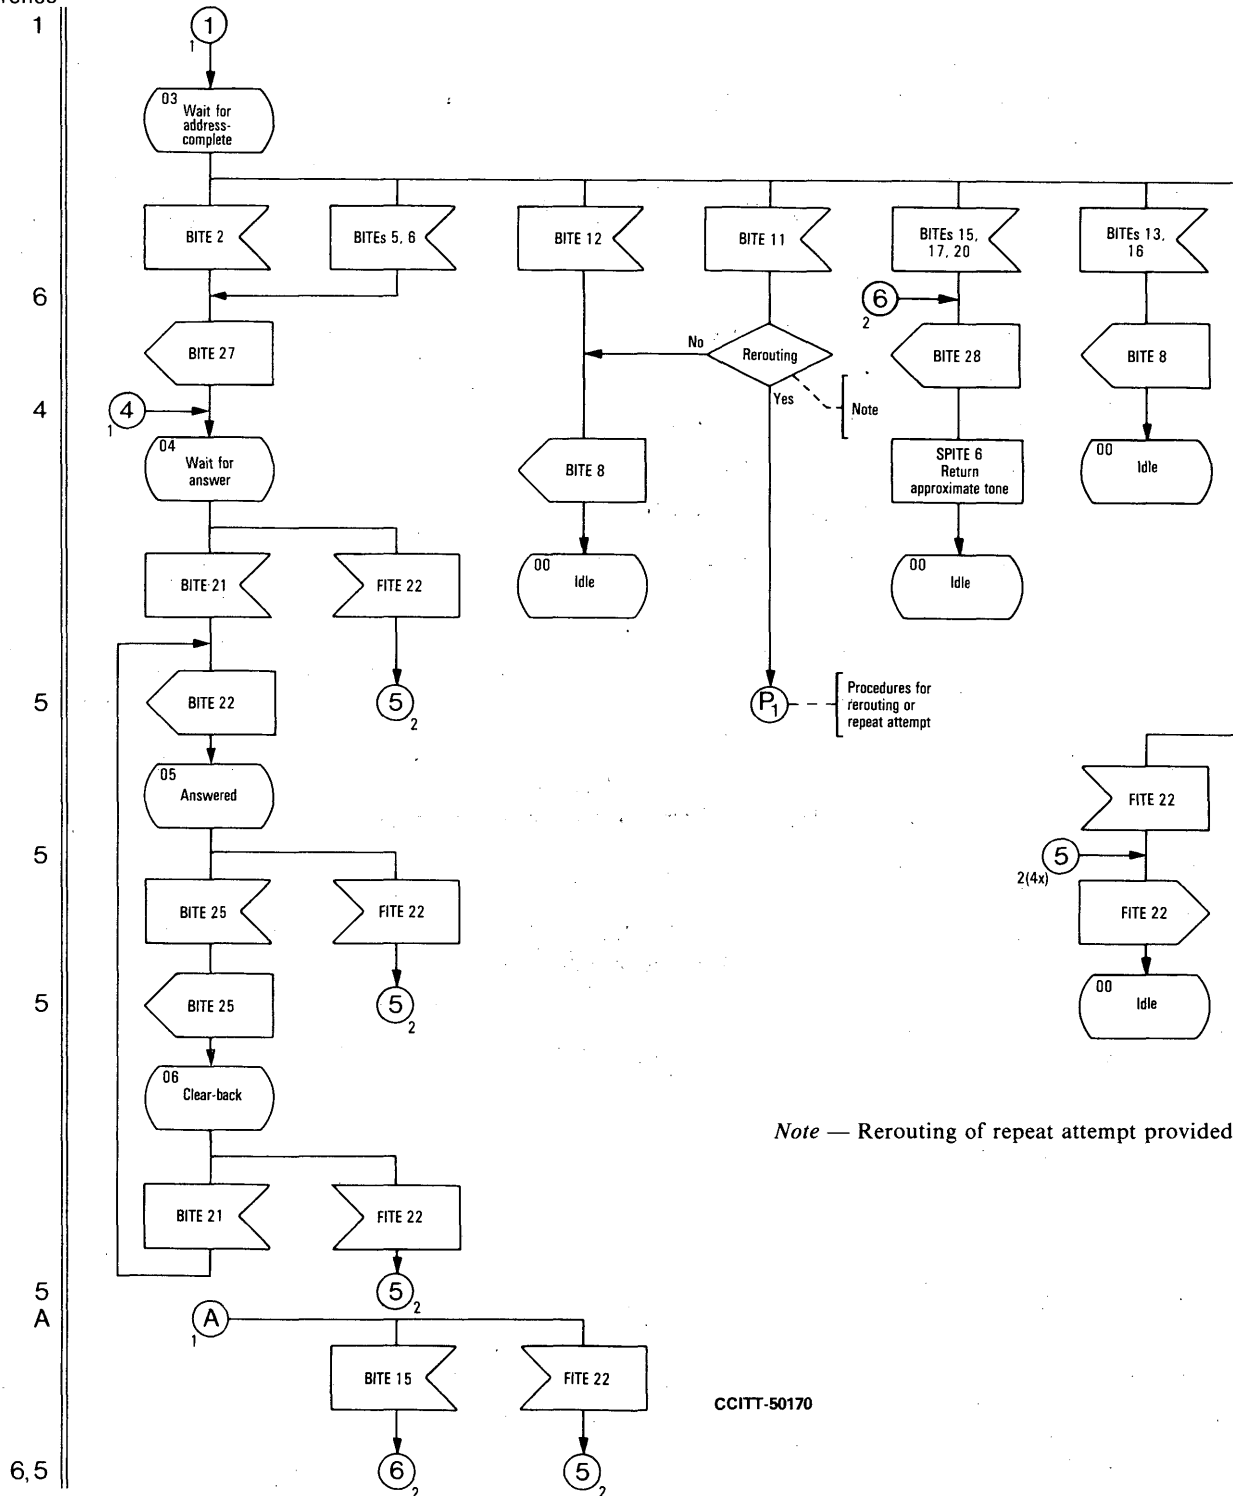 1
1
1
03
Wait for
address-
complete
BITE 2
BITEs 5, 6
BITE 12
BITE 11
BITEs 15,
17, 20
BITEs 13,
16
6
6
2
BITE 27
No
Rerouting
Yes
Note
BITE 28
BITE 8
4
4
1
04
Wait for
answer
BITE 8
SPITE 6
Return
approximate tone
00
Idle
BITE 21
FITE 22
00
Idle
00
Idle
5
BITE 22
5
2
P1
Procedures for
rerouting or
repeat attempt
05
Answered
FITE 22
5
5
2(4x)
BITE 25
FITE 22
FITE 22
5
BITE 25
5
2
00
Idle
06
Clear-back
Note — Rerouting of repeat attempt provided
BITE 21
FITE 22
5
5
2
A
A
1
BITE 15
FITE 22
CCITT-50170
6,5
6
2
5
2